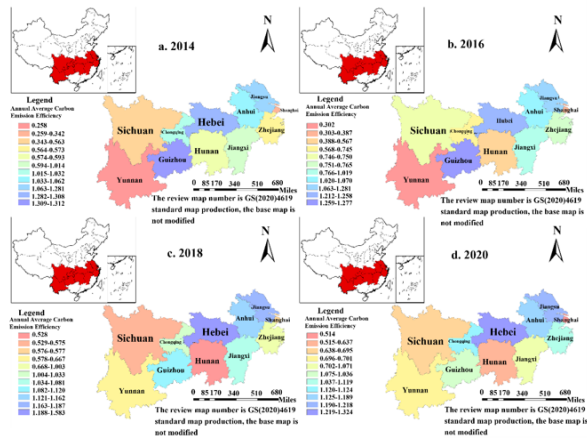 a. 2014
N
Legend
Annual Average Carbon
Emission Efficiency
0.258
0.259-0.342
0.343-0.563
0.564-0.573
0.574-0.593
0.594-1.014
1.015-1.032
1.033-1.062
1.063-1.281
1.282-1.308
1.309-1.312
Sichuan
Chongqing
Hebei
Anhui
Jiangsu
Shanghai
Zhejiang
Yunnan
Guizhou
Hunan
Jiangxi
0 85 170 340 510 680
Miles
The review map number is GS(2020)4619
standard map production, the base map is
not modified
b. 2016
N
Legend
Annual Average Carbon
Emission Efficiency
0.302
0.303-0.387
0.388-0.567
0.568-0.745
0.746-0.750
0.751-0.765
0.766-1.019
1.020-1.070
1.063-1.281
1.212-1.258
1.259-1.277
Sichuan
Chongqing
Hubei
Anhui
Jiangsu
Shanghai
Zhejiang
Yunnan
Guizhou
Hunan
Jiangxi
0 85 170 340 510 680
Miles
The review map number is GS(2020)4619
standard map production, the base map is
not modified
c. 2018
N
Legend
Annual Average Carbon
Emission Efficiency
0.528
0.529-0.575
0.576-0.577
0.578-0.667
0.668-1.003
1.004-1.033
1.034-1.081
1.082-1.120
1.121-1.162
1.163-1.187
1.188-1.583
Sichuan
Chongqing
Hebei
Anhui
Jiangsu
Shanghai
Zhejiang
Yunnan
Guizhou
Hunan
Jiangxi
0 85 170 340 510 680
Miles
The review map number is GS(2020)4619
standard map production, the base map is
not modified
d. 2020
N
Legend
Annual Average Carbon
Emission Efficiency
0.514
0.515-0.637
0.638-0.695
0.696-0.701
0.702-1.071
1.075-1.036
1.037-1.119
1.120-1.124
1.125-1.189
1.190-1.218
1.219-1.324
Sichuan
Chongqing
Hebei
Anhui
Jiangsu
Shanghai
Zhejiang
Yunnan
Guizhou
Hunan
Jiangxi
0 85 170 340 510 680
Miles
The review map number is GS(2020)4619
standard map production, the base map is
not modified